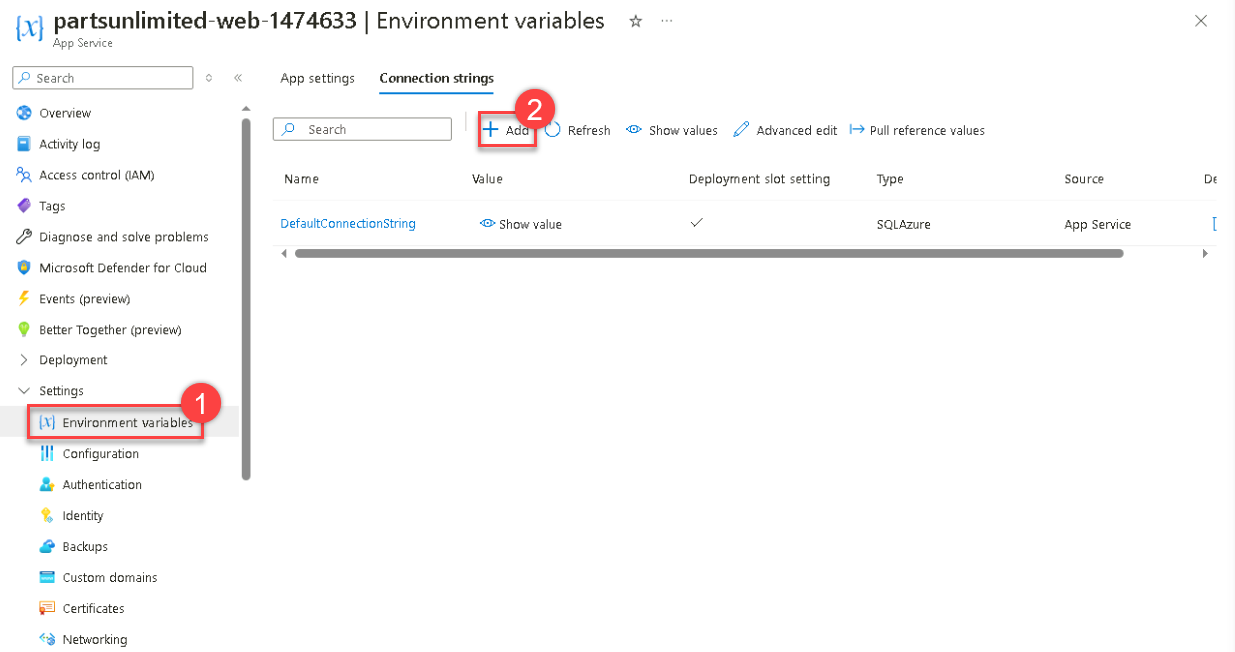 partsunlimited-web-1474633 | Environment variables
App Service
Search
App settings
Connection strings
Overview
Activity log
Access control (IAM)
Tags
Diagnose and solve problems
Microsoft Defender for Cloud
Events (preview)
Better Together (preview)
Deployment
Settings
Environment variables
1
Configuration
Authentication
Identity
Backups
Custom domains
Certificates
Networking
Search
Add
2
Refresh
Show values
Advanced edit
Pull reference values
Name Value Deployment slot setting Type Source De
DefaultConnectionString Show value SQLAzure App Service